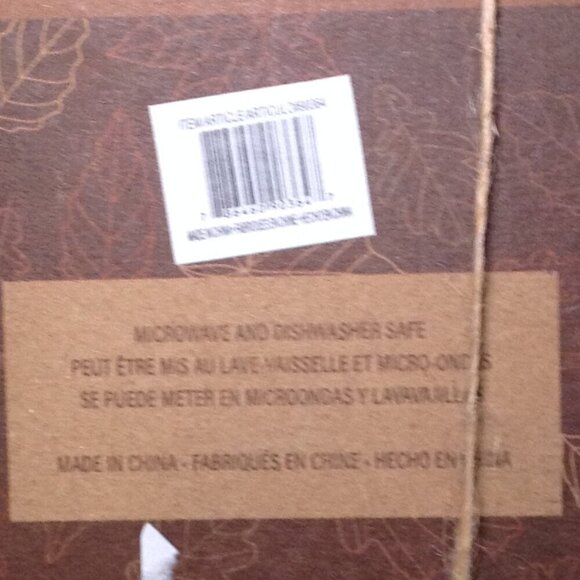 MICROWAVE AND DISHWASHER SAFE
PEUT ÊTRE MIS AU LAVE-VAISSELLE ET MICRO-ONDES
SE PUEDE METER EN MICROONDAS Y LAVAVAJILLAS
MADE IN CHINA - FABRIQUÉS EN CHINE - HECHO EN CHINA